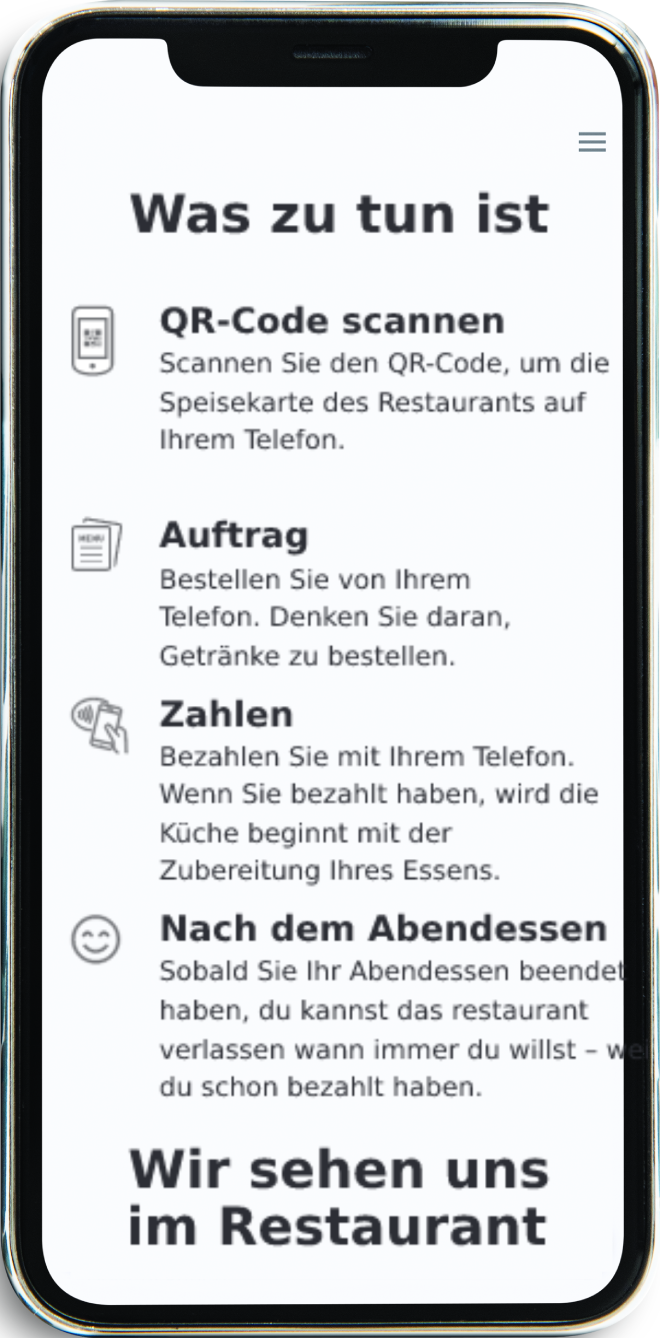 Was zu tun ist
QR-Code scannen
Scannen Sie den QR-Code, um die
Speisekarte des Restaurants auf
Ihrem Telefon.
Auftrag
MENU
Bestellen Sie von Ihrem
Telefon. Denken Sie daran,
Getränke zu bestellen.
Zahlen
Bezahlen Sie mit Ihrem Telefon.
Wenn Sie bezahlt haben, wird die
Küche beginnt mit der
Zubereitung Ihres Essens.
Nach dem Abendessen
Sobald Sie Ihr Abendessen beendet
haben, du kannst das restaurant
verlassen wann immer du willst –
du schon bezahlt haben.
Wir sehen uns
im Restaurant